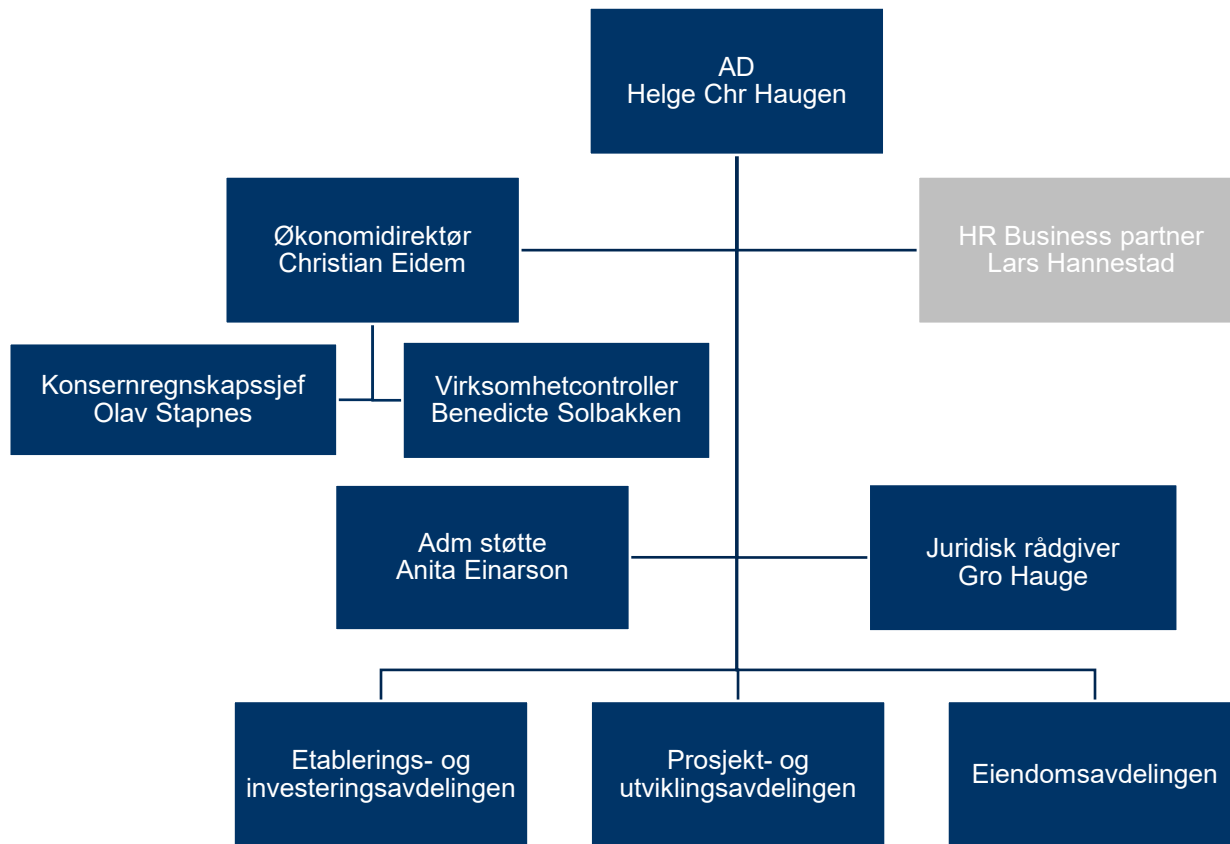 AD
Helge Chr Haugen
Økonomidirektør
Christian Eidem
HR Business partner
Lars Hannestad
Konsernregnskapssjef
Olav Stapnes
Virksomhetcontroller
Benedicte Solbakken
Adm støtte
Anita Einarson
Juridisk rådgiver
Gro Hauge
Etablerings- og
investeringsavdelingen
Prosjekt- og
utviklingsavdelingen
Eiendomsavdelingen